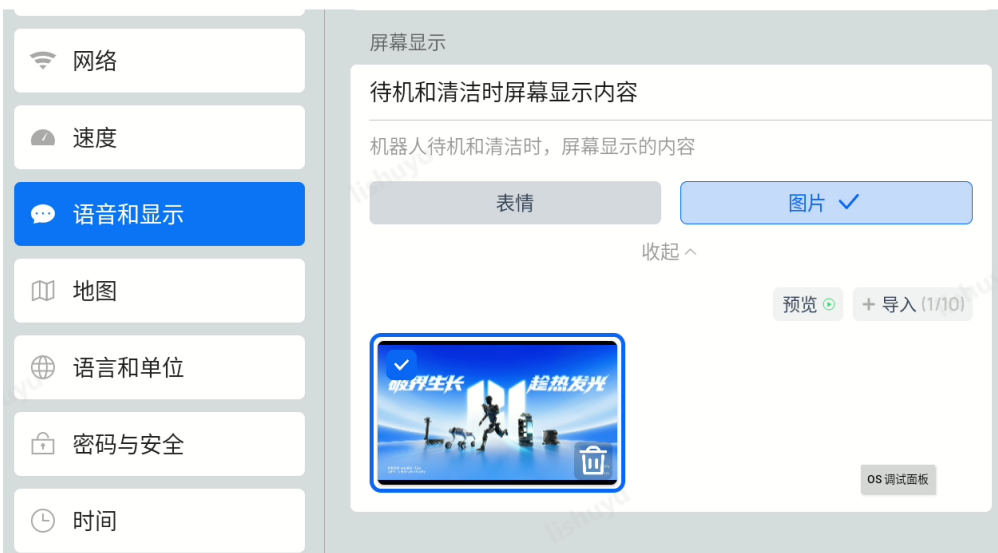 网络
速度
语音和显示
地图
语言和单位
密码与安全
时间
屏幕显示
待机和清洁时屏幕显示内容
机器人待机和清洁时，屏幕显示的内容
表情
图片
收起
预览
+ 导入 (1/10)
破界生长 趁热发光
OS 调试面板
lishuyu
lishuyu